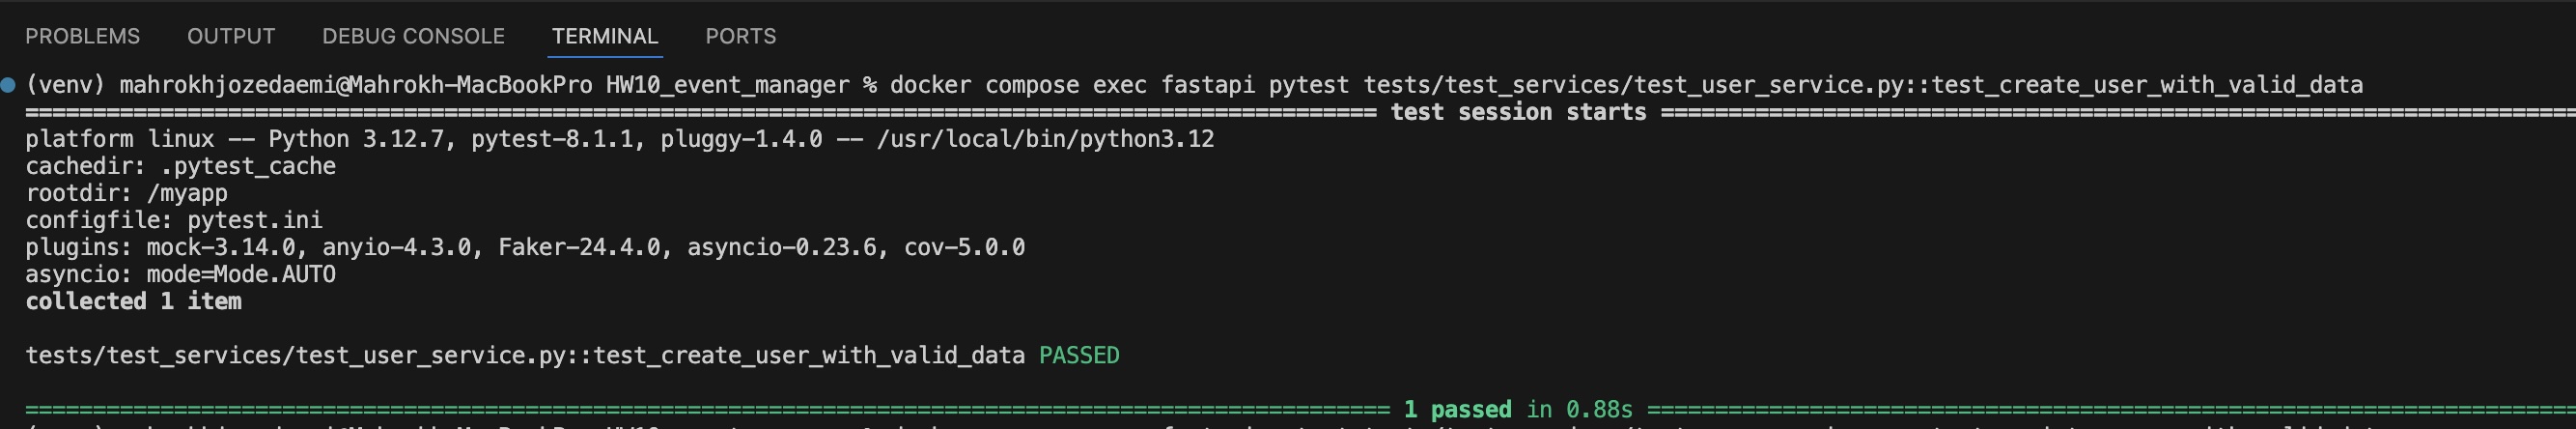 PROBLEMS OUTPUT DEBUG CONSOLE TERMINAL PORTS
(venv) mahrokhjozedaemi@Mahrokh-MacBookPro HW10_event_manager % docker compose exec fastapi pytest tests/test_services/test_user_service.py::test_create_user_with_valid_data
===================================================================================================== test session starts =====================================================================
platform linux -- Python 3.12.7, pytest-8.1.1, pluggy-1.4.0 -- /usr/local/bin/python3.12
cachedir: .pytest_cache
rootdir: /myapp
configfile: pytest.ini
plugins: mock-3.14.0, anyio-4.3.0, Faker-24.4.0, asyncio-0.23.6, cov-5.0.0
asyncio: mode=Mode.AUTO
collected 1 item
tests/test_services/test_user_service.py::test_create_user_with_valid_data PASSED
====================================================================================================== 1 passed in 0.88s ======================================================================